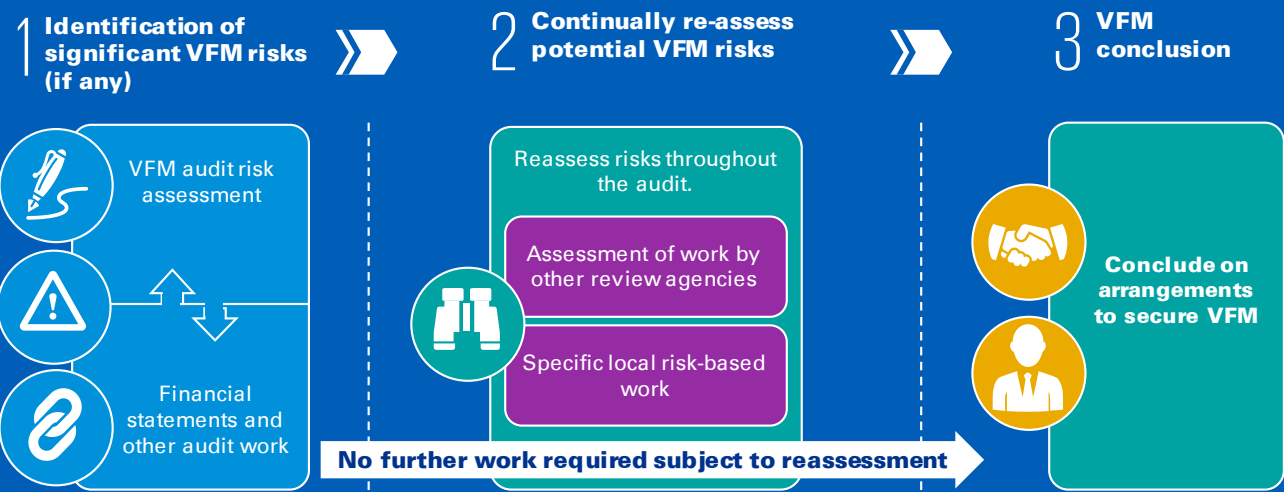 1
Identification of
significant VFM risks
(if any)
2
Continually re-assess
potential VFM risks
3
VFM
conclusion
VFM audit risk
assessment
Financial
statements and
other audit work
Reassess risks throughout
the audit.
Assessment of work by
other review agencies
Specific local risk-based
work
Conclude on
arrangements
to secure VFM
No further work required subject to reassessment